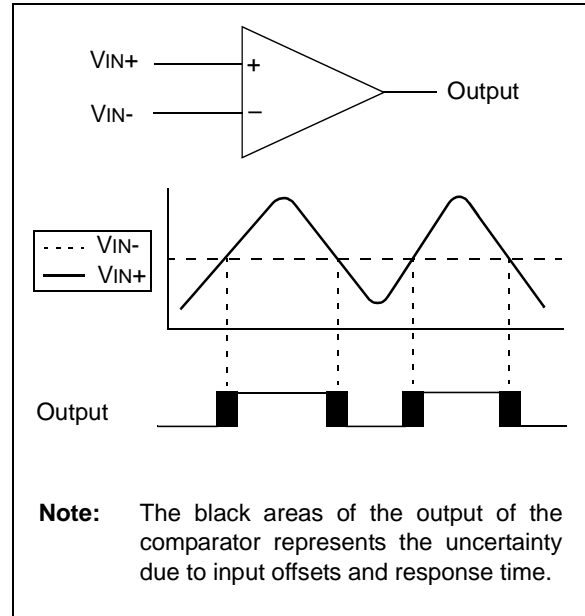 VIN+
+
Output
VIN-
–
VIN-
VIN+
Output
Note: The black areas of the output of the
comparator represents the uncertainty
due to input offsets and response time.